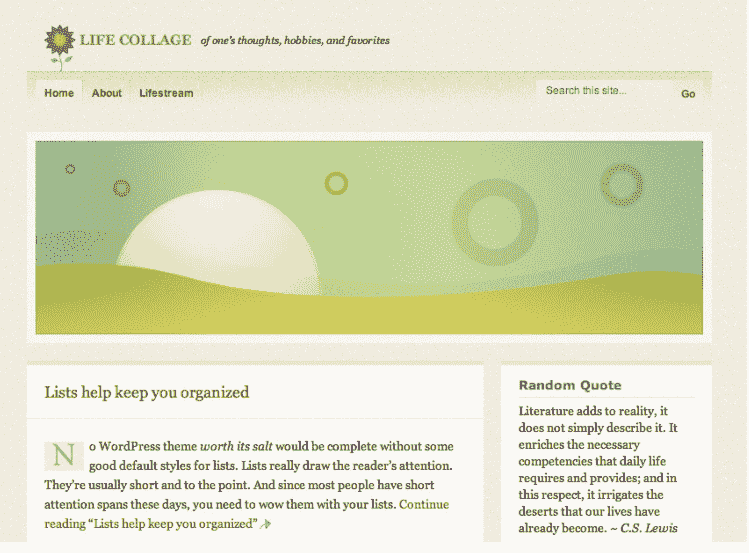 LIFE COLLAGE of one's thoughts, hobbies, and favorites
Home About Lifestream Search this site... Go
Lists help keep you organized
No WordPress theme worth its salt would be complete without some
good default styles for lists. Lists really draw the reader's attention.
They're usually short and to the point. And since most people have short
attention spans these days, you need to wow them with your lists. Continue
reading “Lists help keep you organized”
Random Quote
Literature adds to reality, it
does not simply describe it. It
enriches the necessary
competencies that daily life
requires and provides; and in
this respect, it irrigates the
deserts that our lives have
already become. ~ C.S. Lewis